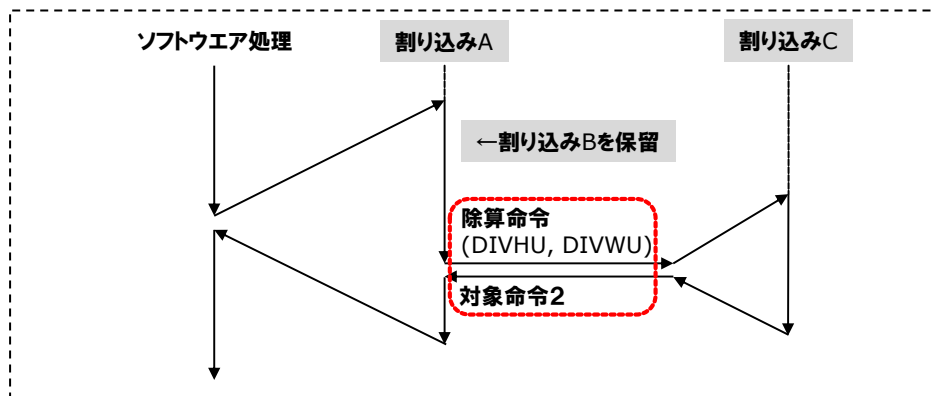 ソフトウエア処理
割り込みA
割り込みC
←割り込みBを保留
除算命令
(DIVHU, DIVWU)
対象命令2